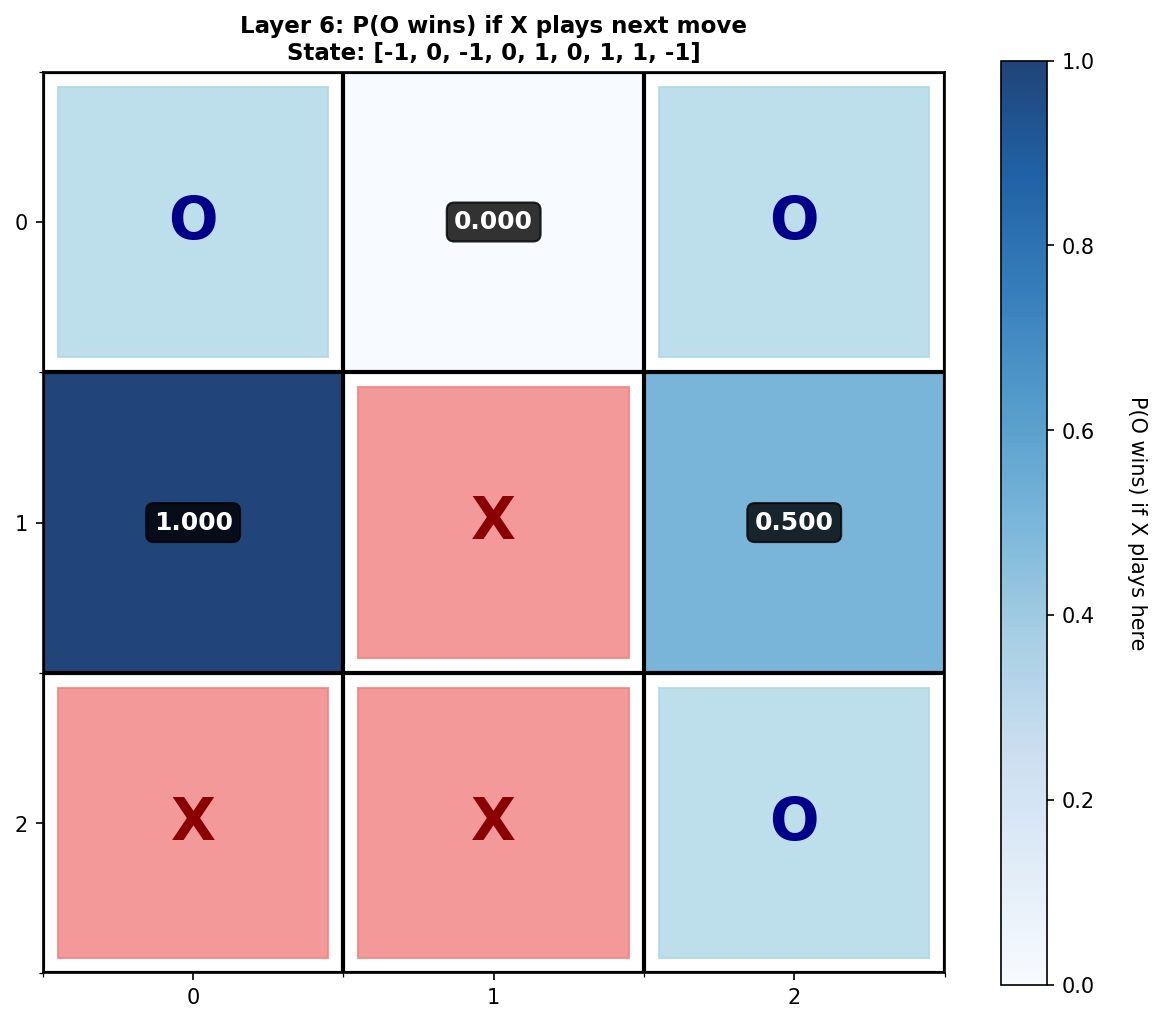 Layer 6: P(O wins) if X plays next move
State: [-1, 0, -1, 0, 1, 0, 1, 1, -1]
0
O
0.000
O
1
1.000
X
0.500
2
X
X
O
0
1
2
1.0
0.8
0.6
0.4
0.2
0.0
P(O wins) if X plays here